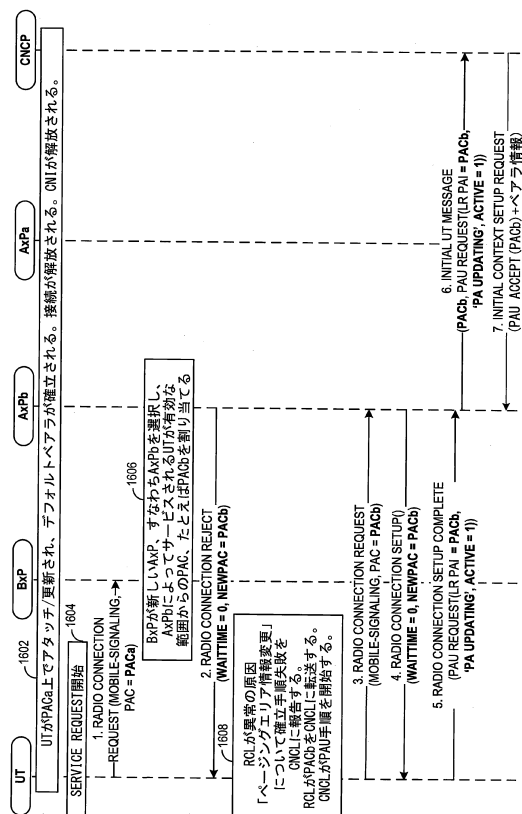 UT
BxP
AxPb
AxPa
CNCP
1602
UTがPACa上でアタッチ/更新され、デフォルトベアラが確立される。接続が解放される。CNIが解放される。
SERVICE REQUEST開始
1604
1. RADIO CONNECTION
REQUEST (MOBILE-SIGNALING,
PAC = PACa)
1606
BxPが新しいAxP、すなわちAxPbを選択し、
AxPbによってサービスされるUTが有効な
範囲からのPAC、たとえばPACbを割り当てる
2. RADIO CONNECTION REJECT
(WAITTIME = 0, NEWPAC = PACb)
1608
RCLが異常の原因
「ページングエリア情報変更」
について確立手順失敗を
CNCLに報告する。
RCLがPACbをCNCLに転送する。
CNCLがPAU手順を開始する。
3. RADIO CONNECTION REQUEST
(MOBILE-SIGNALING, PAC = PACb)
4. RADIO CONNECTION SETUP()
(WAITTIME = 0, NEWPAC = PACb)
5. RADIO CONNECTION SETUP COMPLETE
(PAU REQUEST(LR PAI = PACb,
'PA UPDATING', ACTIVE = 1))
6. INITIAL UT MESSAGE
(PACb, PAU REQUEST(LR PAI = PACb,
'PA UPDATING', ACTIVE = 1))
7. INITIAL CONTEXT SETUP REQUEST
(PAU ACCEPT (PACb)+ベアラ情報)